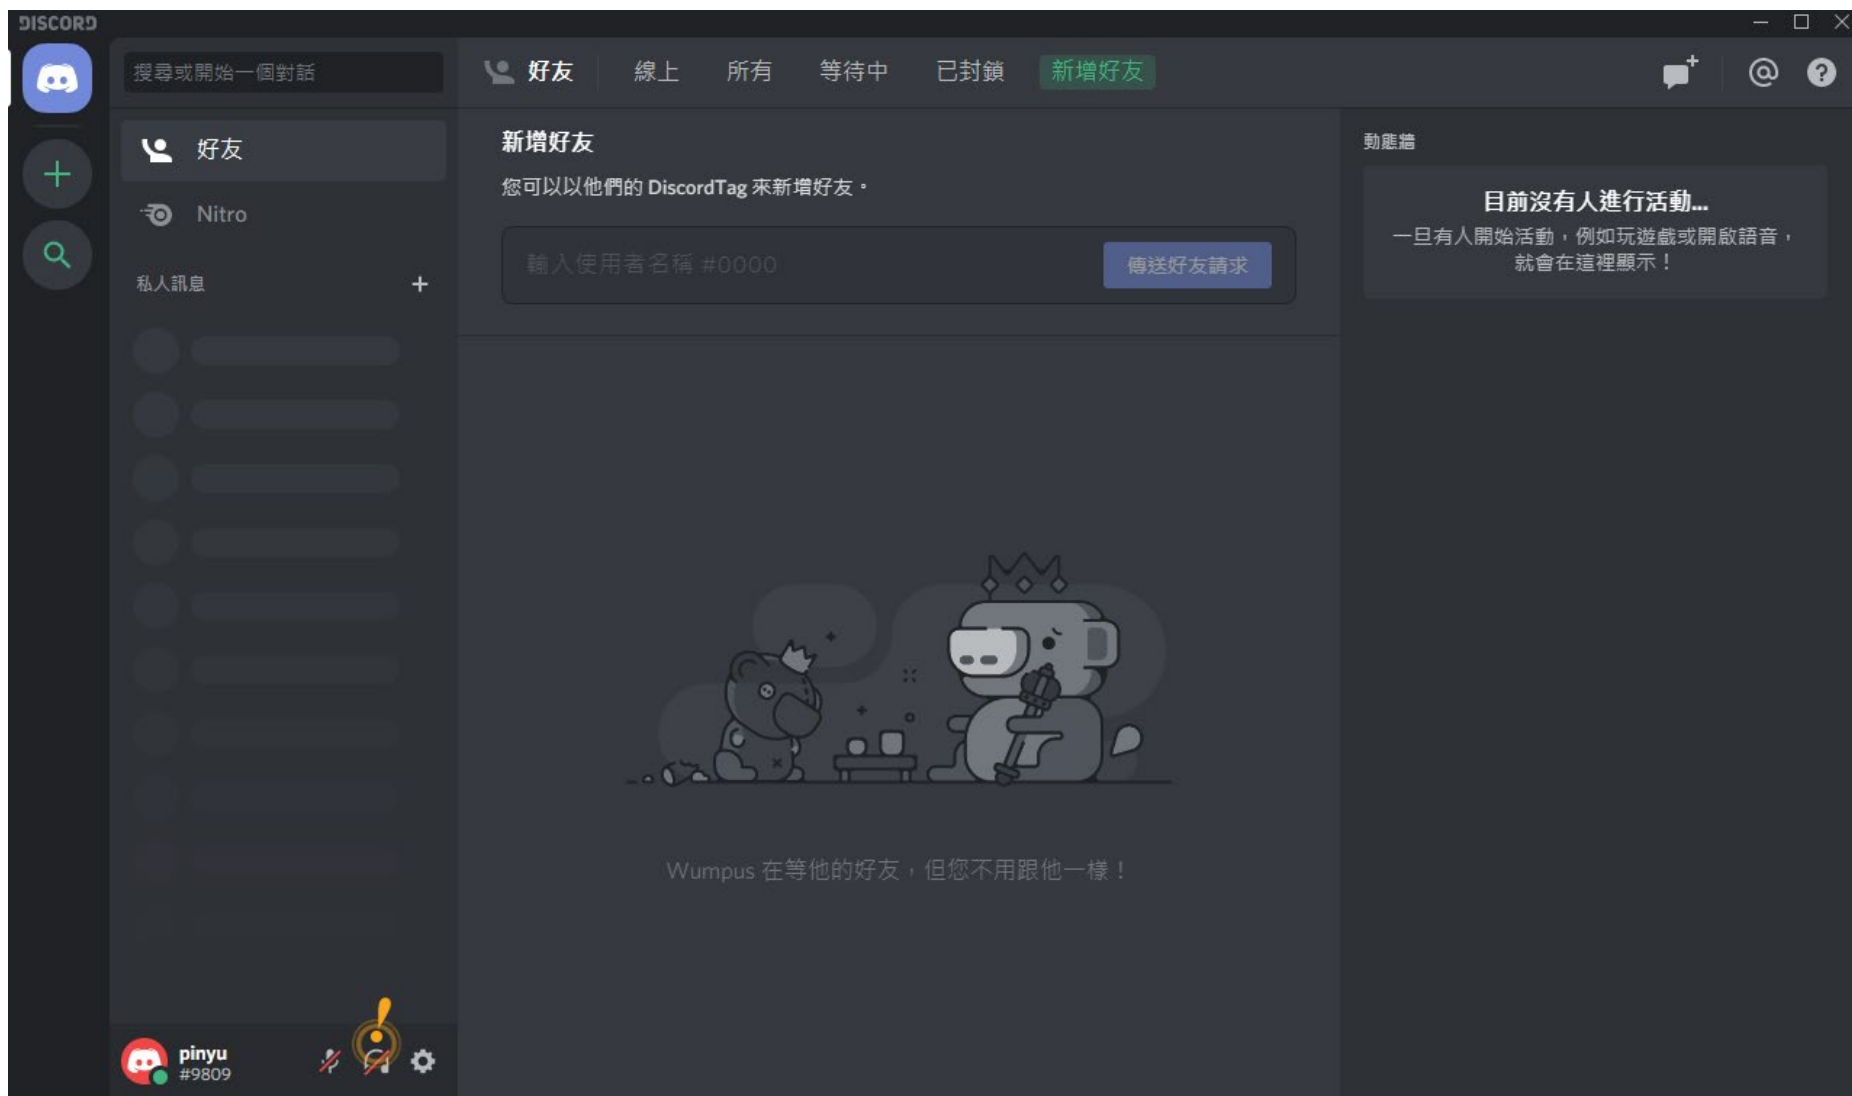 DISCORD
搜尋或開始一個對話
好友
線上
所有
等待中
已封鎖
新增好友
好友
Nitro
私人訊息
新增好友
您可以以他們的 DiscordTag 來新增好友。
輸入使用者名稱 #0000
傳送好友請求
Wumpus 在等他的好友，但您不用跟他一樣！
動態牆
目前沒有人進行活動...
一旦有人開始活動，例如玩遊戲或開啟語音，
就會在這裡顯示！
pinyu
#9809